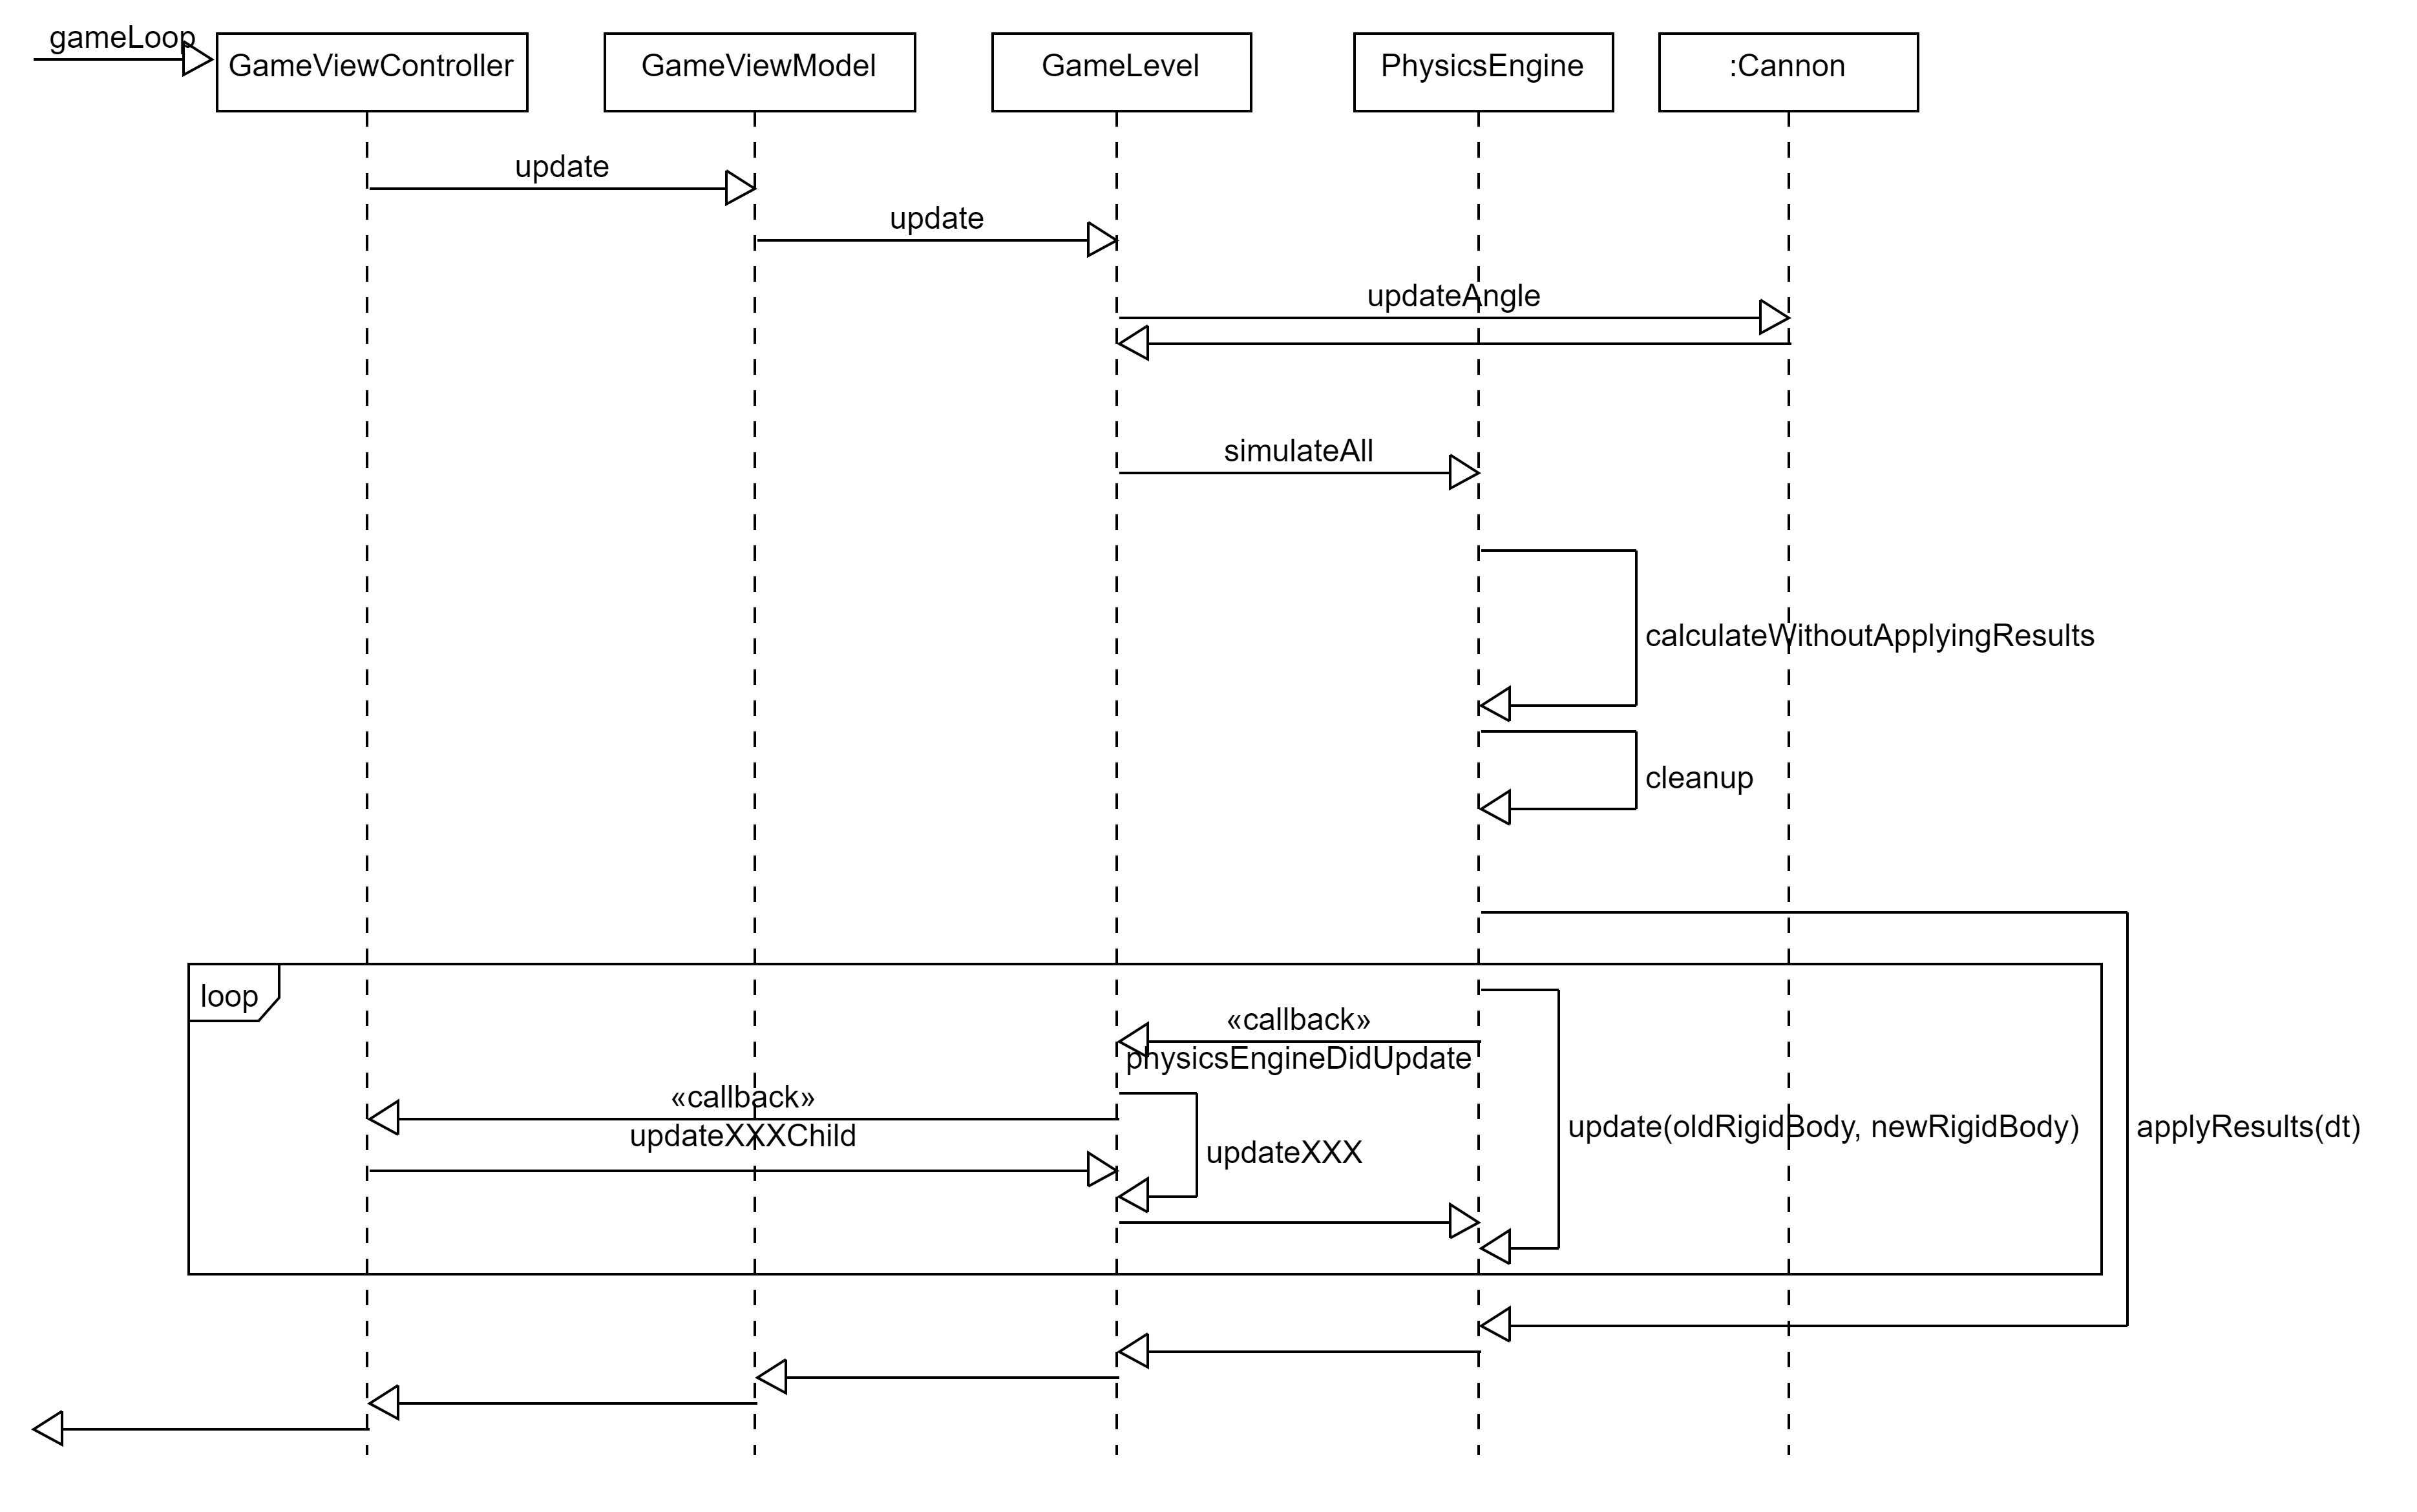 gameLoop
GameViewController
GameViewModel
GameLevel
PhysicsEngine
:Cannon
update
update
updateAngle
simulateAll
calculateWithoutApplyingResults
cleanup
loop
«callback»
physicsEngineDidUpdate
«callback»
updateXXXChild
updateXXX
update(oldRigidBody, newRigidBody)
applyResults(dt)